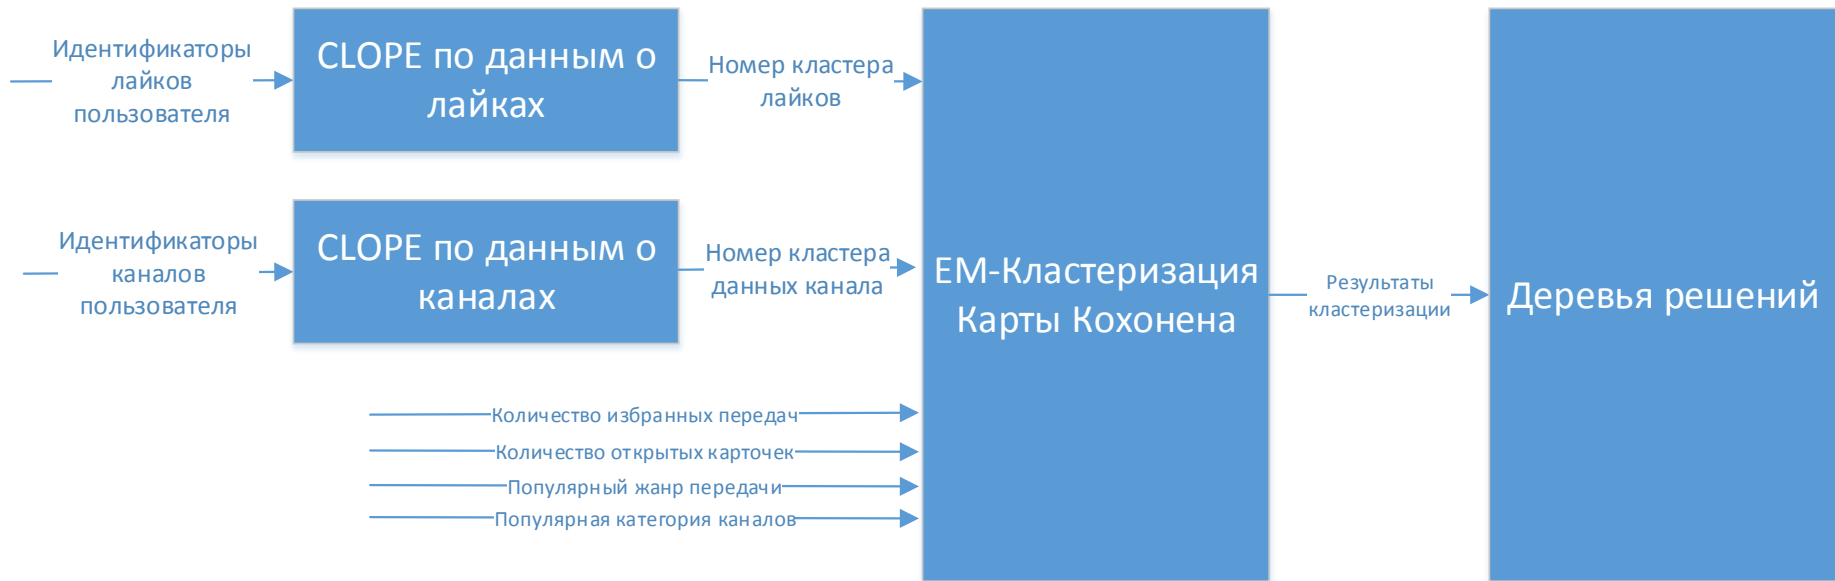 Идентификаторы
лайков
пользователя
CLOPE по данным о
лайках
Номер кластера
лайков
Идентификаторы
каналов
пользователя
CLOPE по данным о
каналах
Номер кластера
данных канала
Количество избранных передач
Количество открытых карточек
Популярный жанр передачи
Популярная категория каналов
EM-Кластеризация
Карты Кохонена
Результаты
кластеризации
Деревья решений